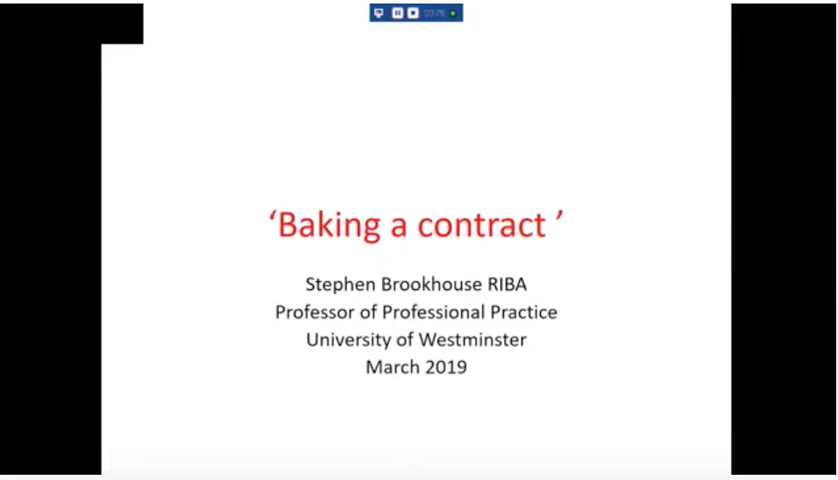 ‘Baking a contract ’
Stephen Brookhouse RIBA
Professor of Professional Practice
University of Westminster
March 2019